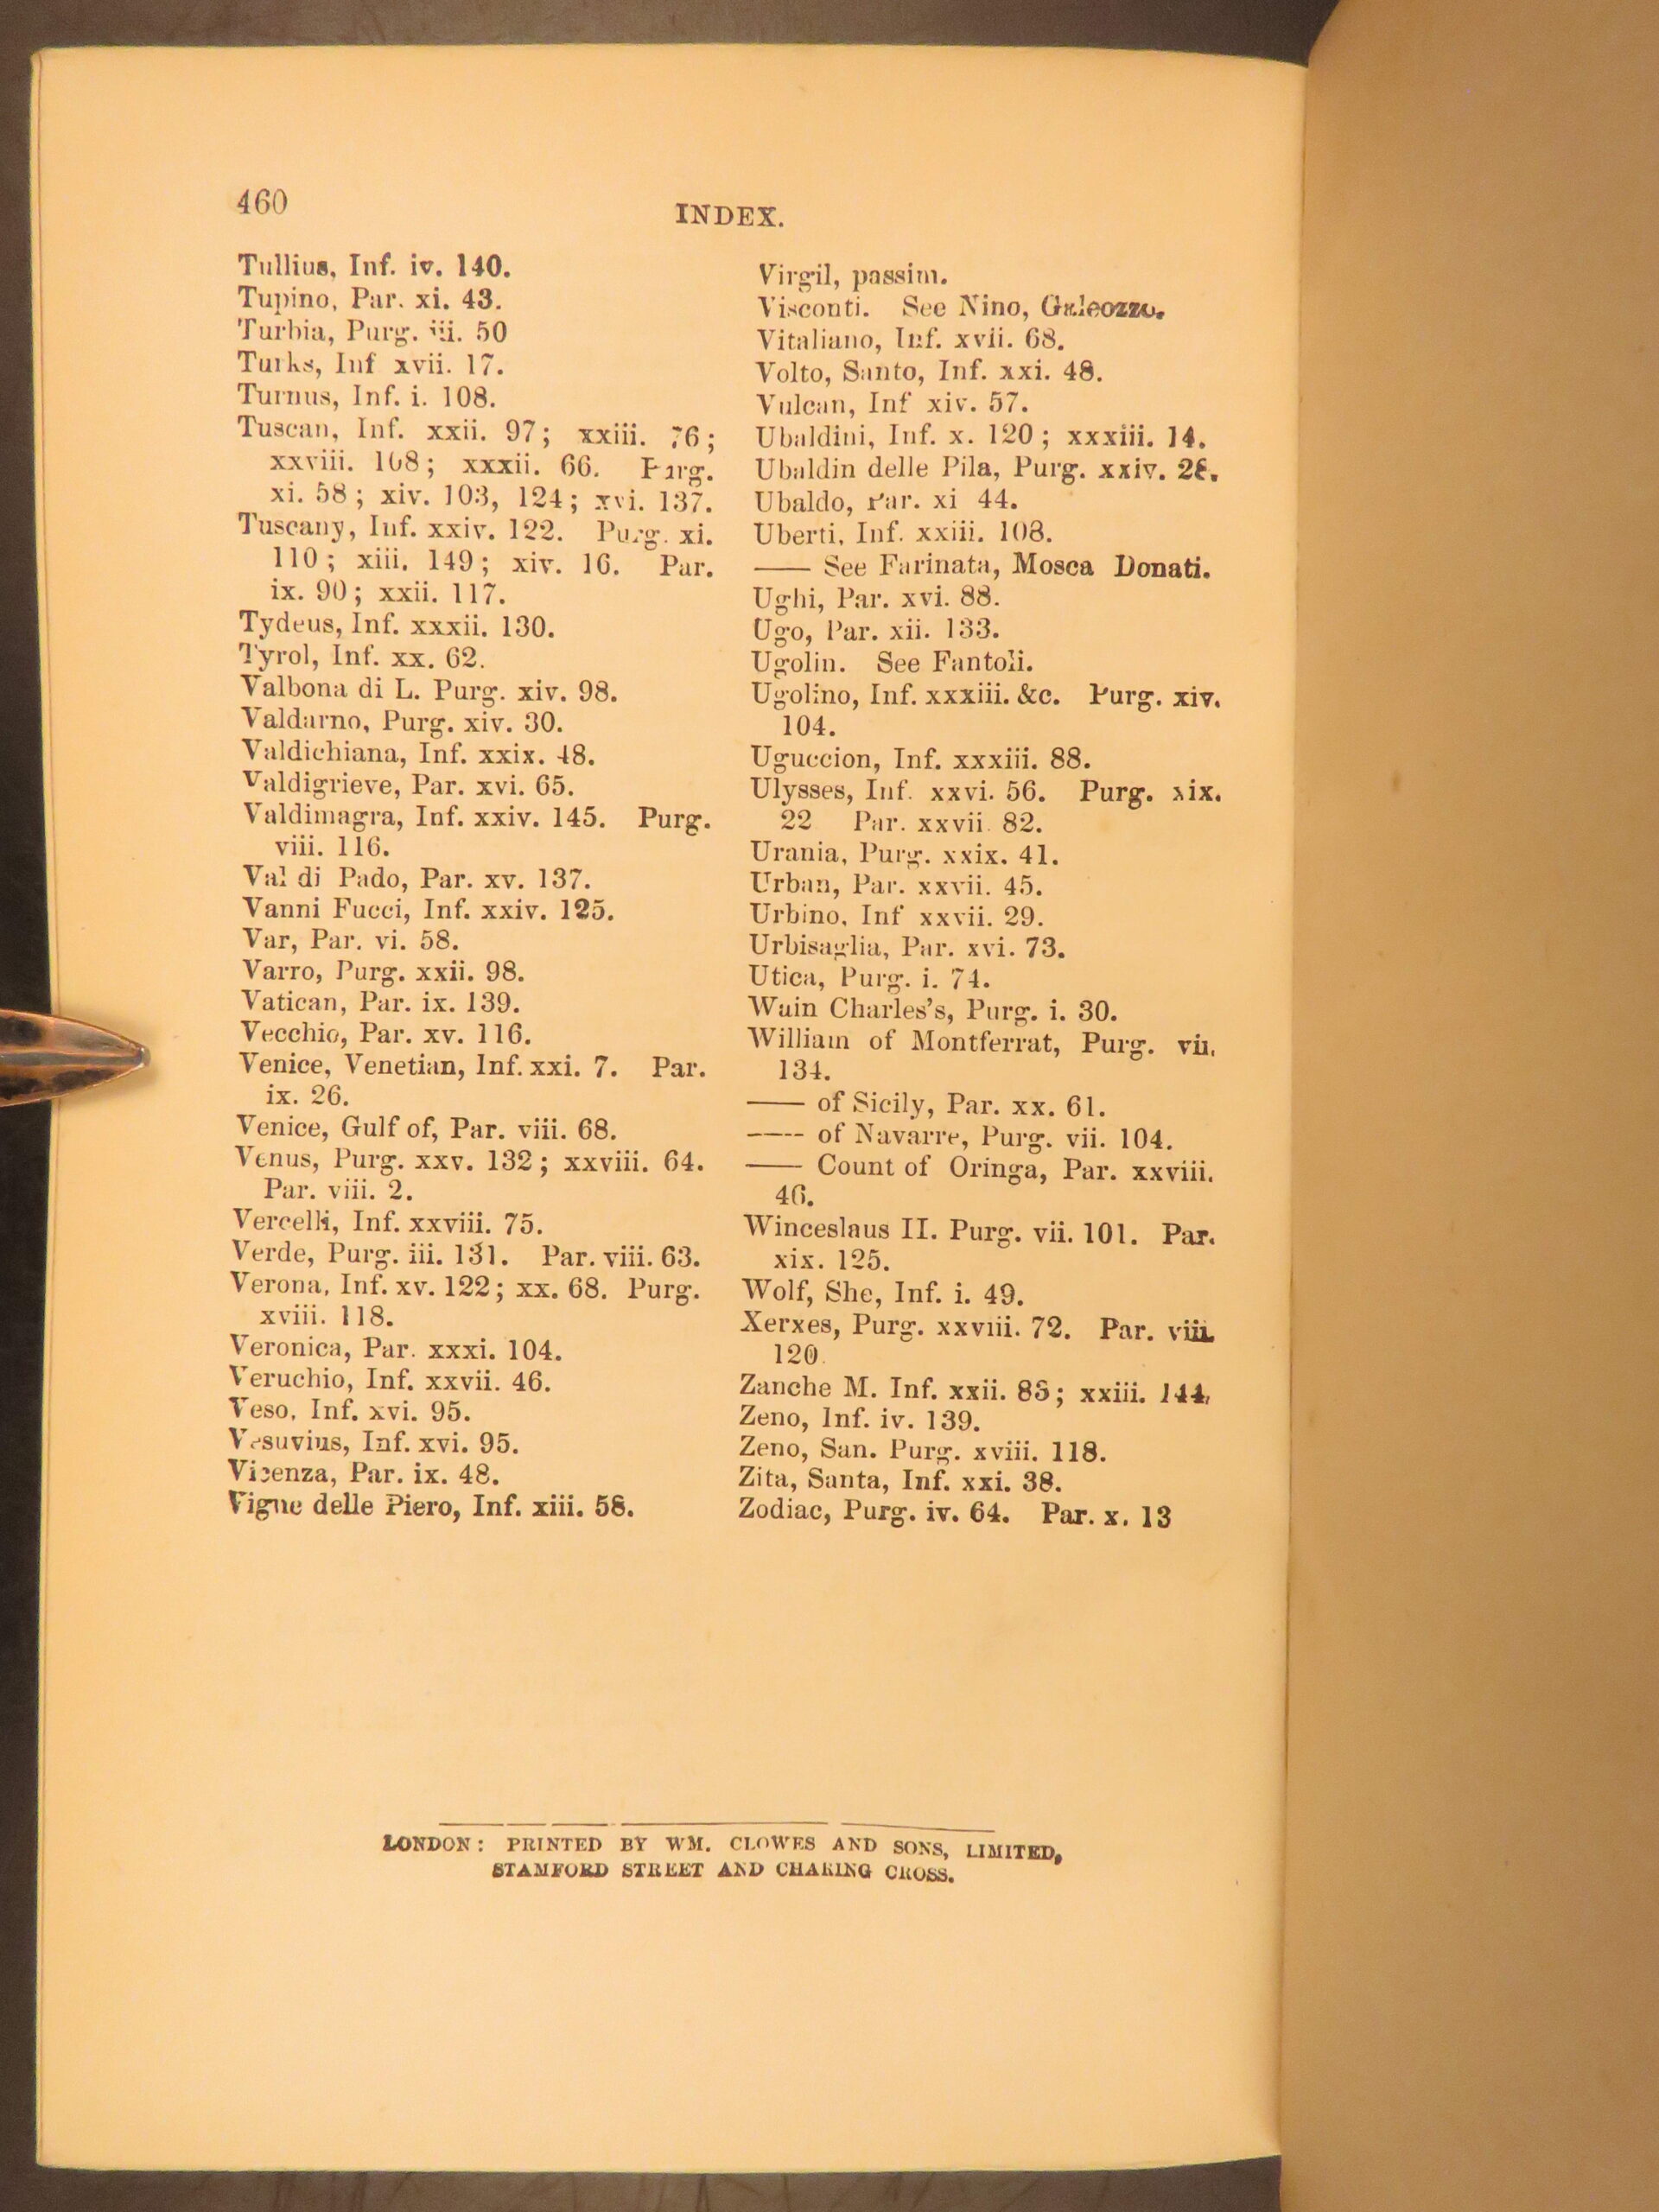 460
INDEX.
Tullius, Inf. iv. 140.
Tupino, Par. xi. 43.
Turbia, Purg. iii. 50
Turks, Inf xvii. 17.
Turnus, Inf. i. 108.
Tuscan, Inf. xxii. 97; xxiii. 76;
xxviii. 108; xxxii. 66. Purg.
xi. 58; xiv. 103, 124; xvi. 137.
Tuscany, Inf. xxiv. 122. Purg. xi.
110; xiii. 149; xiv. 16. Par.
ix. 90; xxii. 117.
Tydeus, Inf. xxxii. 130.
Tyrol, Inf. xx. 62.
Valbona di L. Purg. xiv. 98.
Valdarno, Purg. xiv. 30.
Valdichiana, Inf. xxix. 48.
Valdigrieve, Par. xvi. 65.
Valdimagra, Inf. xxiv. 145. Purg.
viii. 116.
Val di Pado, Par. xv. 137.
Vanni Fucci, Inf. xxiv. 125.
Var, Par. vi. 58.
Varro, Purg. xxii. 98.
Vatican, Par. ix. 139.
Vecchio, Par. xv. 116.
Venice, Venetian, Inf. xxi. 7. Par.
ix. 26.
Venice, Gulf of, Par. viii. 68.
Venus, Purg. xxv. 132; xxviii. 64.
Par. viii. 2.
Vercelli, Inf. xxviii. 75.
Verde, Purg. iii. 131. Par. viii. 63.
Verona, Inf. xv. 122; xx. 68. Purg.
xviii. 118.
Veronica, Par. xxxi. 104.
Veruchio, Inf. xxvii. 46.
Veso, Inf. xvi. 95.
Vesuvius, Inf. xvi. 95.
Vicenza, Par. ix. 48.
Vigne delle Piero, Inf. xiii. 58.
Virgil, passim.
Visconti. See Nino, Galeozzo.
Vitaliano, Inf. xvii. 68.
Volto, Santo, Inf. xxi. 48.
Vulcan, Inf xiv. 57.
Ubaldini, Inf. x. 120; xxxiii. 14.
Ubaldin delle Pila, Purg. xxiv.
Ubaldo, Par. xi 44.
Uberti, Inf. xxiii. 108.
—— See Farinata, Mosca Donati.
Ughi, Par. xvi. 88.
Ugo, Par. xii. 133.
Ugolin. See Fantoli.
Ugolino, Inf. xxxiii. &c. Purg. xiv.
104.
Uguccion, Inf. xxxiii. 88.
Ulysses, Inf. xxvi. 56. Purg. xix.
22 Par. xxvii. 82.
Urania, Purg. xxix. 41.
Urban, Par. xxvii. 45.
Urbino, Inf xxvii. 29.
Urbisaglia, Par. xvi. 73.
Utica, Purg. i. 74.
Wain Charles's, Purg. i. 30.
William of Montferrat, Purg. vii.
134.
—— of Sicily, Par. xx. 61.
—— of Navarre, Purg. vii. 104.
—— Count of Oringa, Par. xxviii.
46.
Winceslaus II. Purg. vii. 101. Par.
xix. 125.
Wolf, She, Inf. i. 49.
Xerxes, Purg. xxviii. 72. Par. viii.
120.
Zanche M. Inf. xxii. xxiii. 144.
Zeno, Inf. iv. 139.
Zeno, San. Purg. xviii. 118.
Zita, Santa, Inf. xxi. 38.
Zodiac, Purg. iv. 64. Par. x. 13
LONDON: PRINTED BY WM. CLOWES AND SONS, LIMITED,
STAMFORD STREET AND CHARING CROSS.